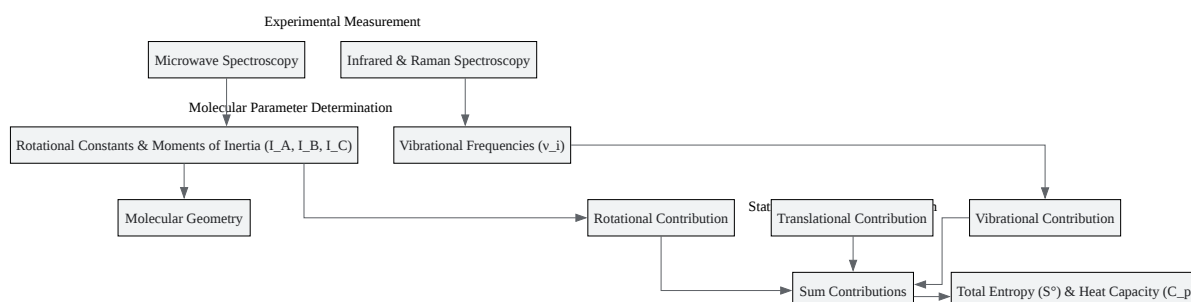 Experimental Measurement
Microwave Spectroscopy
Infrared & Raman Spectroscopy
Molecular Parameter Determination
Rotational Constants & Moments of Inertia (I_A, I_B, I_C)
Vibrational Frequencies (ν_i)
Molecular Geometry
Rotational Contribution
Translational Contribution
Vibrational Contribution
Sum Contributions
Total Entropy (S°) & Heat Capacity (C_p